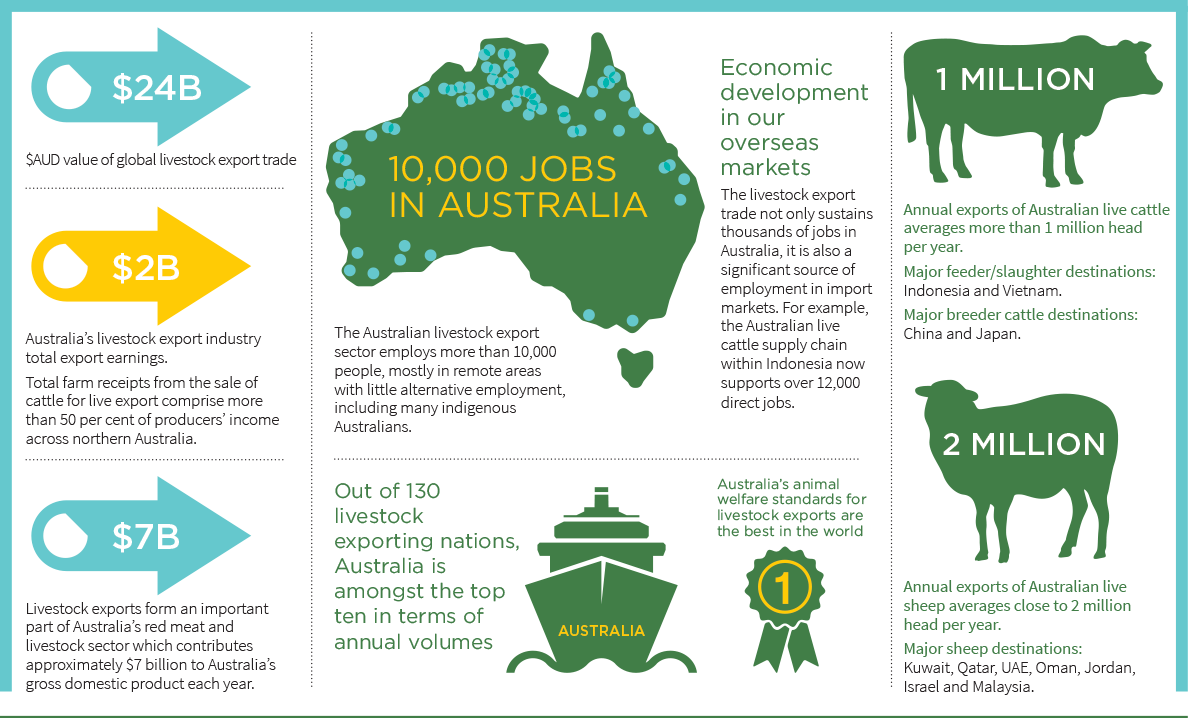 $24B
$AUD value of global livestock export trade
$2B
Australia's livestock export industry
total export earnings.
Total farm receipts from the sale of
cattle for live export comprise more
than 50 per cent of producers' income
across northern Australia.
$7B
Livestock exports form an important
part of Australia's red meat and
livestock sector which contributes
approximately $7 billion to Australia's
gross domestic product each year.
10,000 JOBS
IN AUSTRALIA
The Australian livestock export
sector employs more than 10,000
people, mostly in remote areas
with little alternative employment,
including many indigenous
Australians.
Economic
development
in our
overseas
markets
The livestock export
trade not only sustains
thousands of jobs in
Australia, it is also a
significant source of
employment in import
markets. For example,
the Australian live
cattle supply chain
within Indonesia now
supports over 12,000
direct jobs.
Out of 130
livestock
exporting nations,
Australia is
amongst the top
ten in terms of
annual volumes
AUSTRALIA
Australia's animal
welfare standards for
livestock exports are
the best in the world
1
1 MILLION
Annual exports of Australian live cattle
averages more than 1 million head
per year.
Major feeder/slaughter destinations:
Indonesia and Vietnam.
Major breeder cattle destinations:
China and Japan.
2 MILLION
Annual exports of Australian live
sheep averages close to 2 million
head per year.
Major sheep destinations:
Kuwait, Qatar, UAE, Oman, Jordan,
Israel and Malaysia.